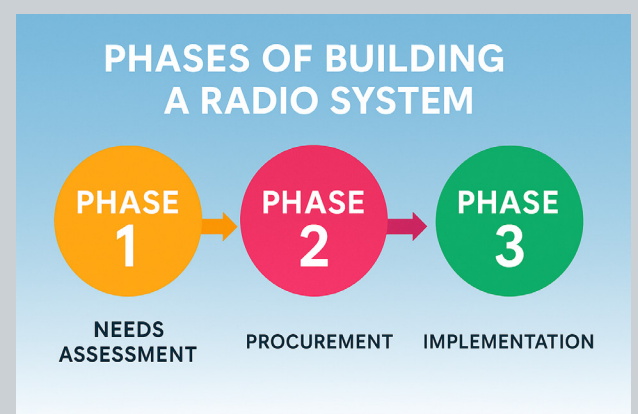 PHASES OF BUILDING
A RADIO SYSTEM
PHASE
1
PHASE
2
PHASE
3
NEEDS
ASSESSMENT
PROCUREMENT
IMPLEMENTATION